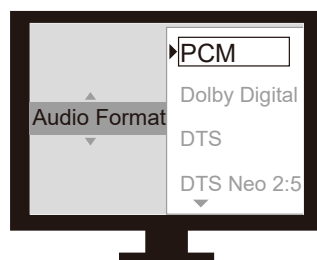 PCM
Dolby Digital
Audio Format
DTS
DTS Neo 2:5